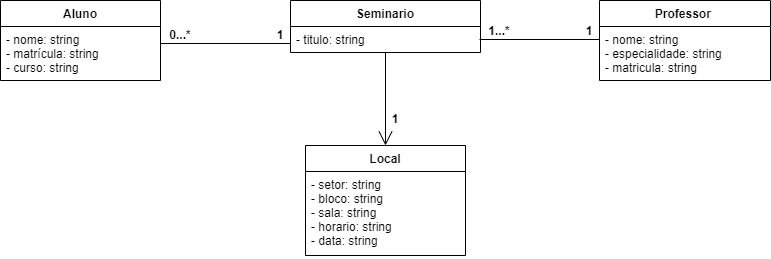 Aluno
- nome: string
- matrícula: string
- curso: string
0...*
1
Seminario
- titulo: string
1...*
1
Professor
- nome: string
- especialidade: string
- matricula: string
1
Local
- setor: string
- bloco: string
- sala: string
- horario: string
- data: string